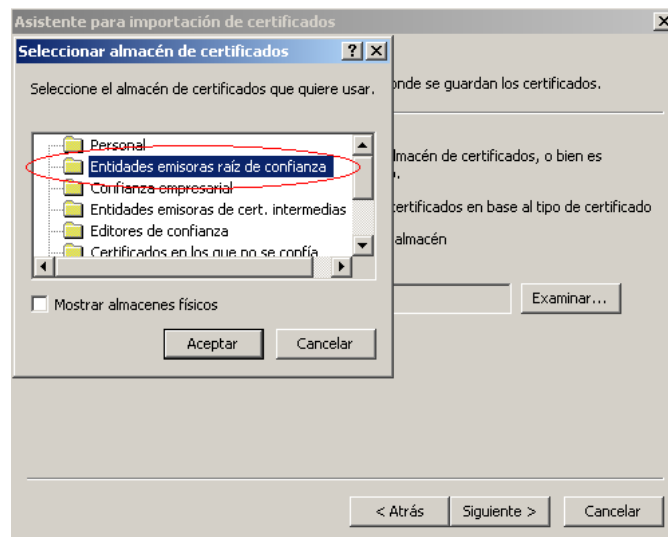 Asistente para importación de certificados
Seleccionar almacén de certificados
Seleccione el almacén de certificados que quiere usar.
onde se guardan los certificados.
Personal
Entidades emisoras raíz de confianza
lmacén de certificados, o bien es
Confianza empresarial
Entidades emisoras de cert. intermedias
certificados en base al tipo de certificado
Editores de confianza
almacén
Certificados en los que no se confía
Mostrar almacenes físicos
Examinar...
Aceptar
Cancelar
< Atrás
Siguiente >
Cancelar